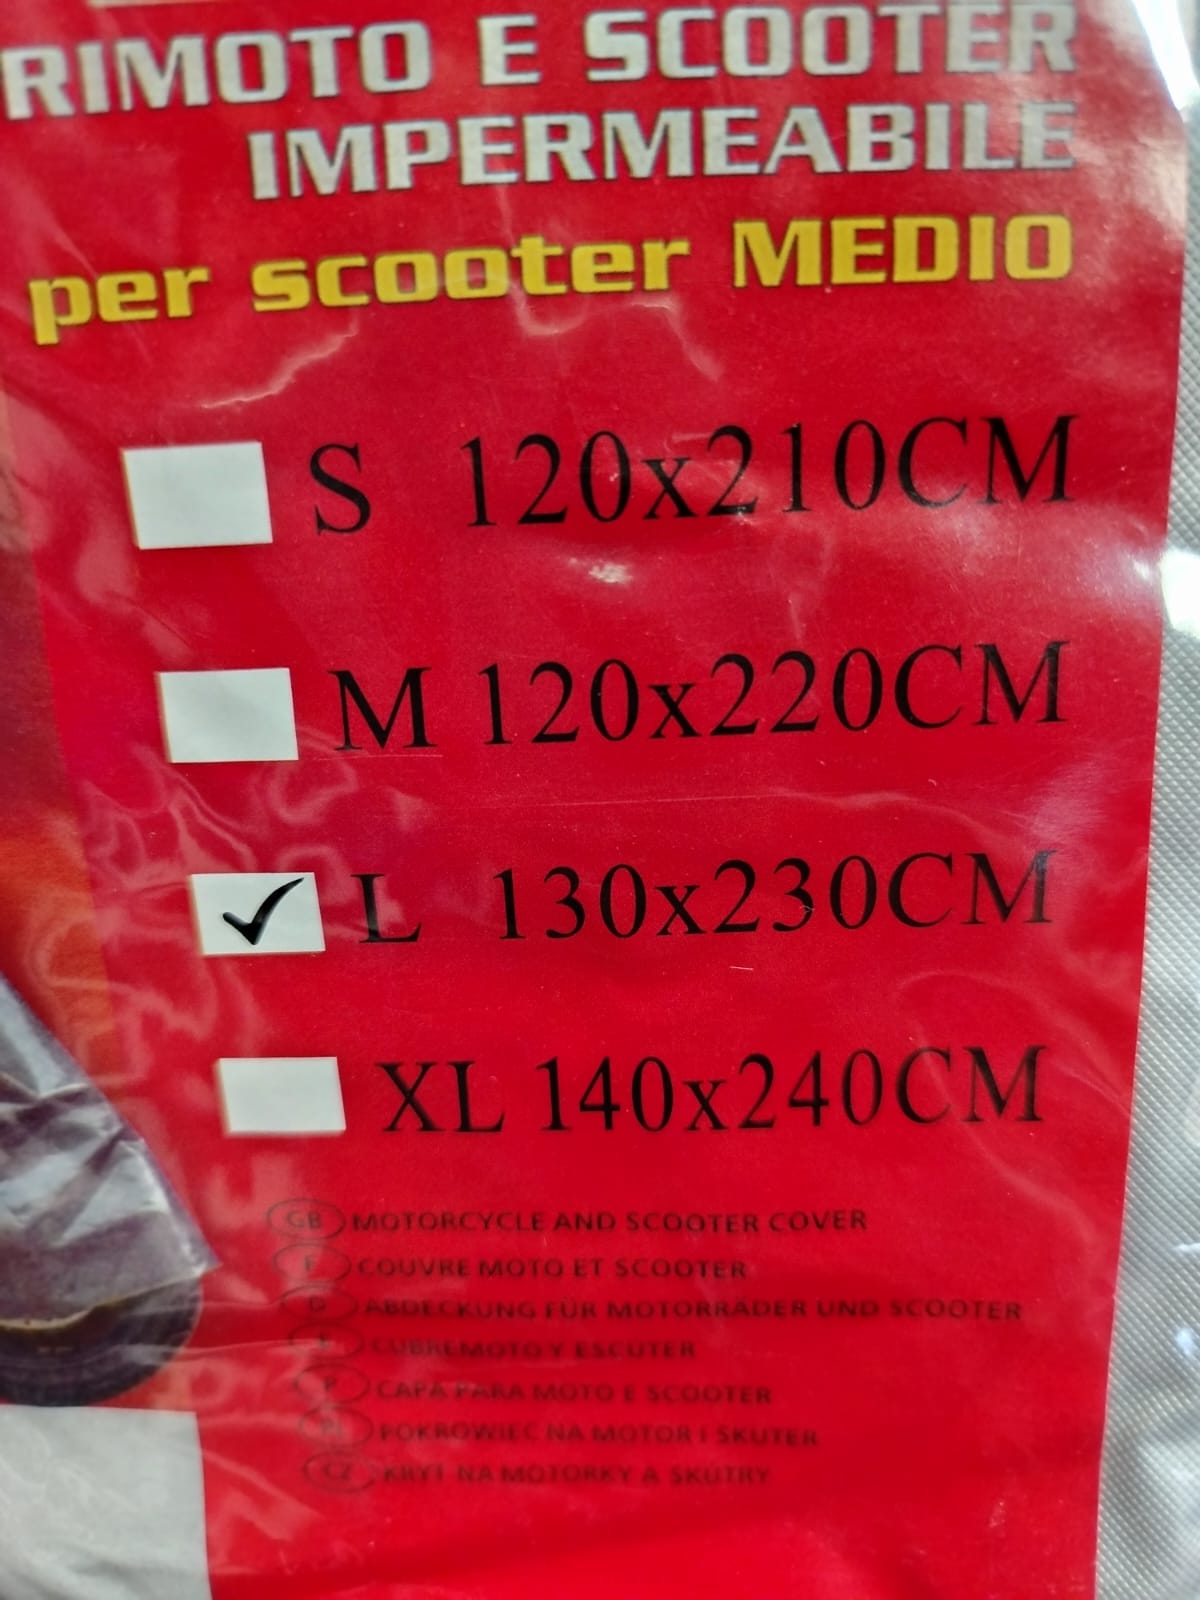 RIMOTO E SCOOTER
IMPERMEABILE
per scooter MEDIO
S 120x210CM
M 120x220CM
L 130x230CM
XL 140x240CM
GB MOTORCYCLE AND SCOOTER COVER
F COUVRE MOTO ET SCOOTER
D ABDECKUNG FÜR MOTORRÄDER UND SCOOTER
E CUBREMOTO Y ESCUTER
P CAPA PARA MOTO E SCOOTER
PL POKROWIEC NA MOTOR I SKUTER
CZ KRYT NA MOTORKY A SKUTRY